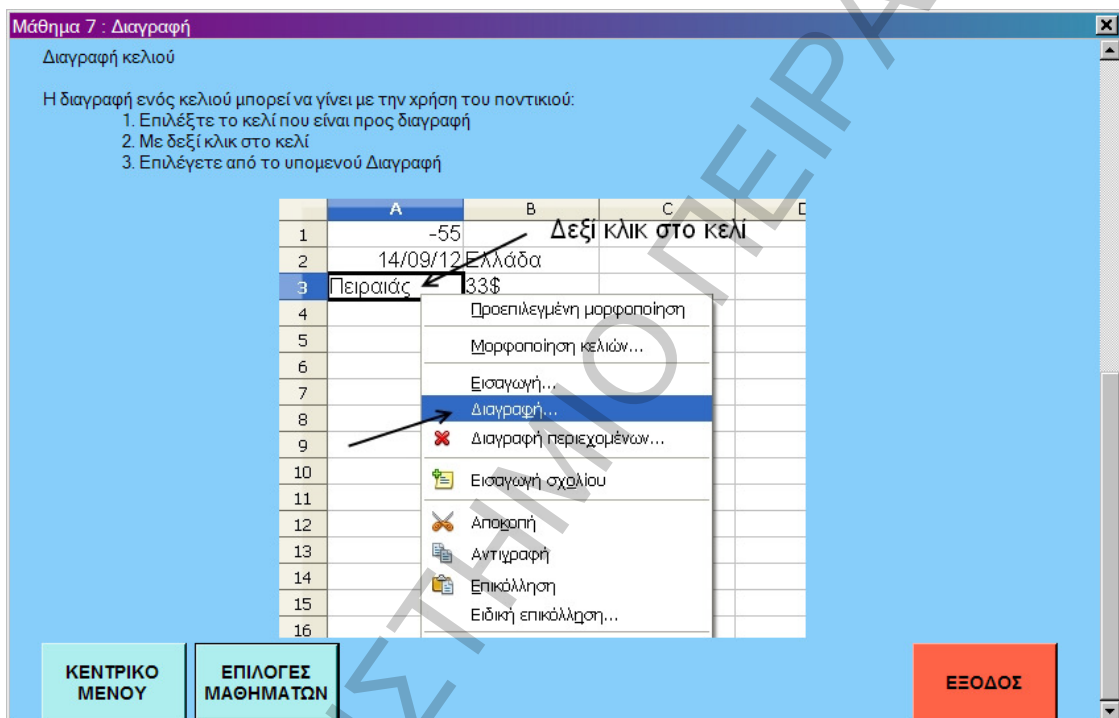 Μάθημα 7 : Διαγραφή
Διαγραφή κελιού
Η διαγραφή ενός κελιού μπορεί να γίνει με την χρήση του ποντικιού:
1. Επιλέξτε το κελί που είναι προς διαγραφή
2. Με δεξί κλικ στο κελί
3. Επιλέγετε από το υπομενού Διαγραφή
A B C D
Δεξί κλικ στο κελί
1 -55
2 14/09/12 Ελλάδα
3 Πειραιάς 33$
4 Προεπιλεγμένη μορφοποίηση
5 Μορφοποίηση κελιών...
6
7 Εισαγωγή...
8 Διαγραφή...
9 Διαγραφή περιεχομένων...
10 Εισαγωγή σχολίου
11
12 Αποκοπή
13 Αντιγραφή
14 Επικόλληση
15 Ειδική επικόλληση...
16
ΚΕΝΤΡΙΚΟ ΜΕΝΟΥ
ΕΠΙΛΟΓΕΣ ΜΑΘΗΜΑΤΩΝ
ΕΞΟΔΟΣ
ΙΣΤΗΜΙΟ ΠΕΙΡΑ